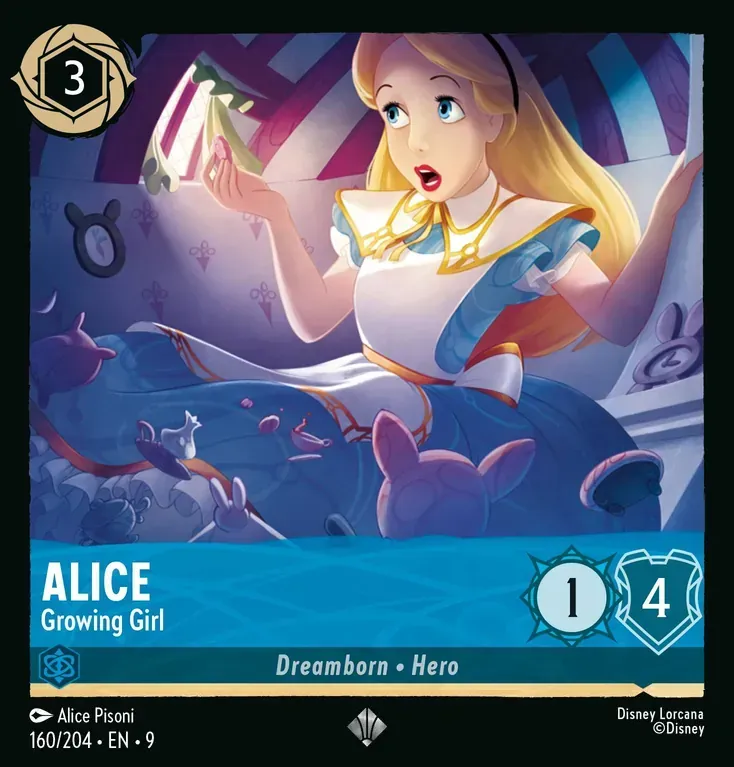 3
ALICE
Growing Girl
1
4
Dreamborn • Hero
Alice Pisoni
160/204 • EN • 9
Disney Lorcana
©Disney